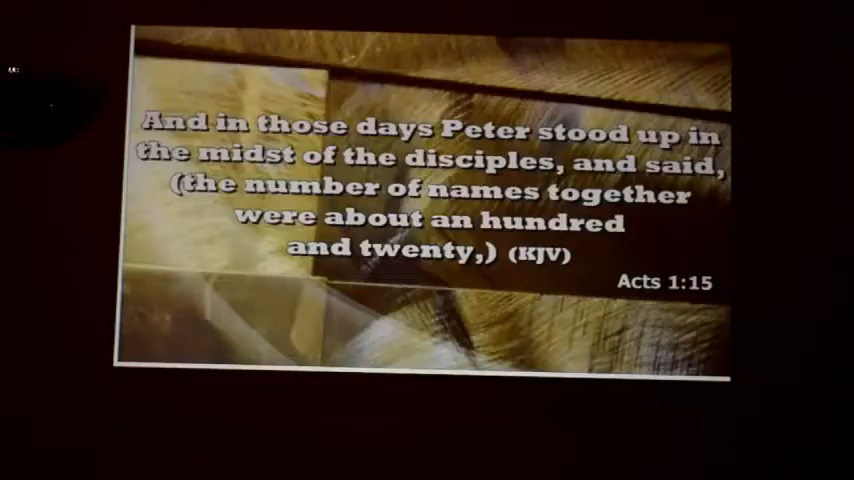 And in those days Peter stood up in
the midst of the disciples, and said,
(the number of names together
were about an hundred
and twenty,) (KJV)
Acts 1:15